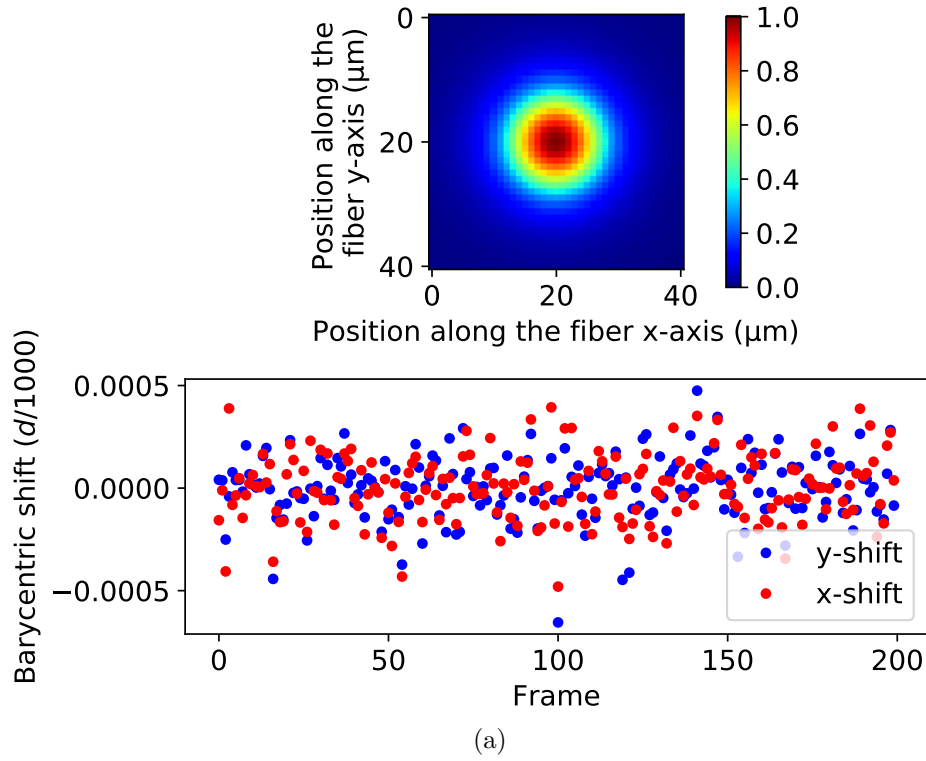 Position along the
fiber y-axis (µm)
0
20
40
0 20 40
Position along the fiber x-axis (µm)
1.0
0.8
0.6
0.4
0.2
0.0
Barycentric shift (d/1000)
0.0005
0.0000
−0.0005
y-shift
x-shift
0 50 100 150 200
Frame
(a)